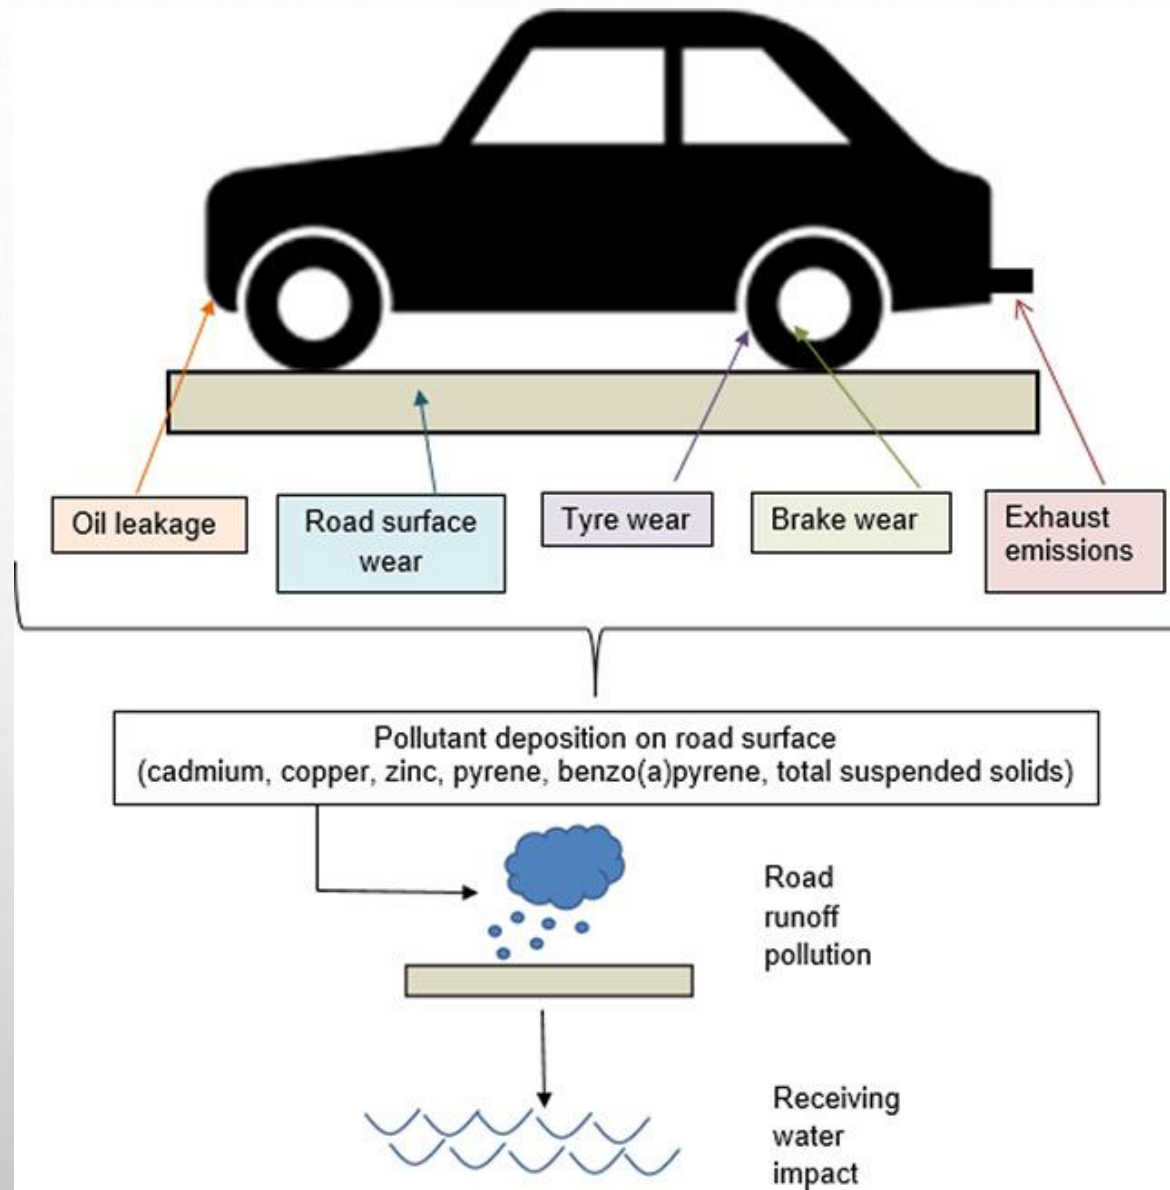 Oil leakage
Road surface
wear
Tyre wear
Brake wear
Exhaust
emissions
Pollutant deposition on road surface
(cadmium, copper, zinc, pyrene, benzo(a)pyrene, total suspended solids)
Road
runoff
pollution
Receiving
water
impact